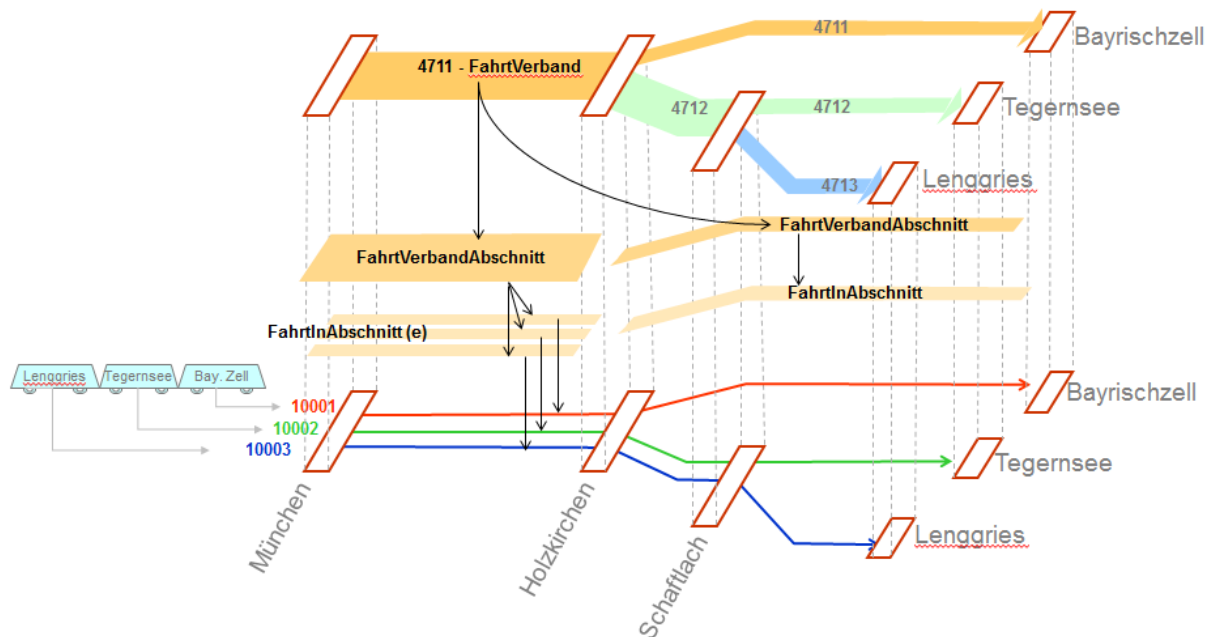 4711
Bayrischzell
4711 - FahrtVerband
4712
4712
Tegernsee
4713
Lenggries
FahrtVerbandAbschnitt
FahrtVerbandAbschnitt
FahrtInAbschnitt
FahrtInAbschnitt (e)
Lenggries
Tegernsee
Bay. Zell
10001
10002
10003
Bayrischzell
Tegernsee
Lenggries
München
Holzkirchen
Schaftlach